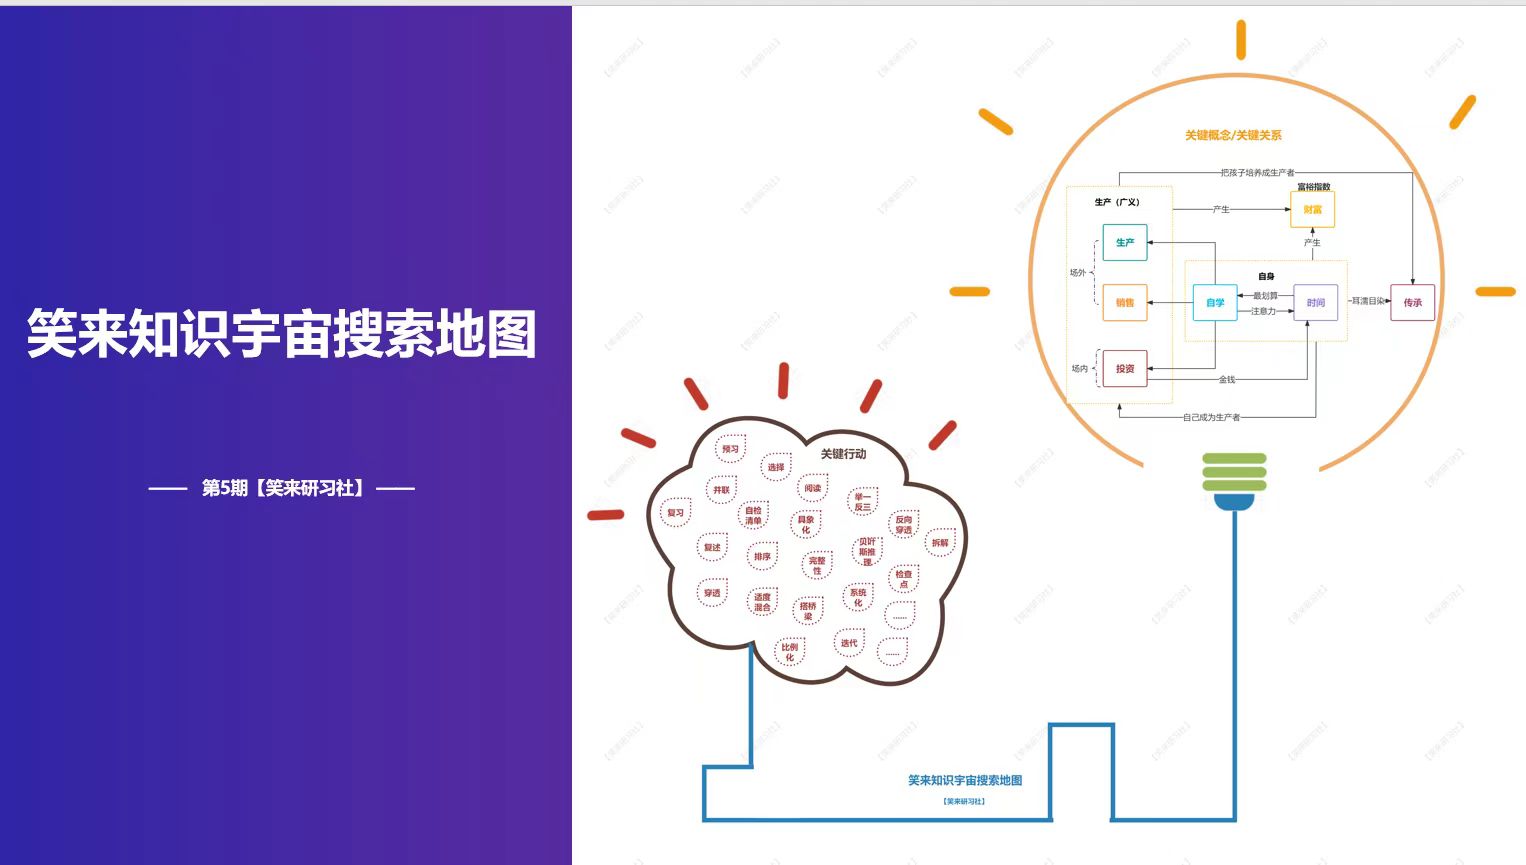 笑来知识宇宙搜索地图
第5期【笑来研习社】
关键概念/关键关系
把孩子培养成生产者
富裕指数
生产（广义）
产生
财富
生产
产生
场外
自身
销售
自学
最划算
注意力
时间
耳濡目染
传承
场内
投资
金钱
自己成为生产者
关键行动
预习
选择
并联
阅读
举一
反三
复习
自检
清单
具象
化
反向
穿透
拆解
复述
排序
完整
性
贝叶
斯推
理
检查
点
穿透
适度
混合
搭桥
梁
系统
化
......
比例
化
迭代
......
笑来知识宇宙搜索地图
【笑来研习社】